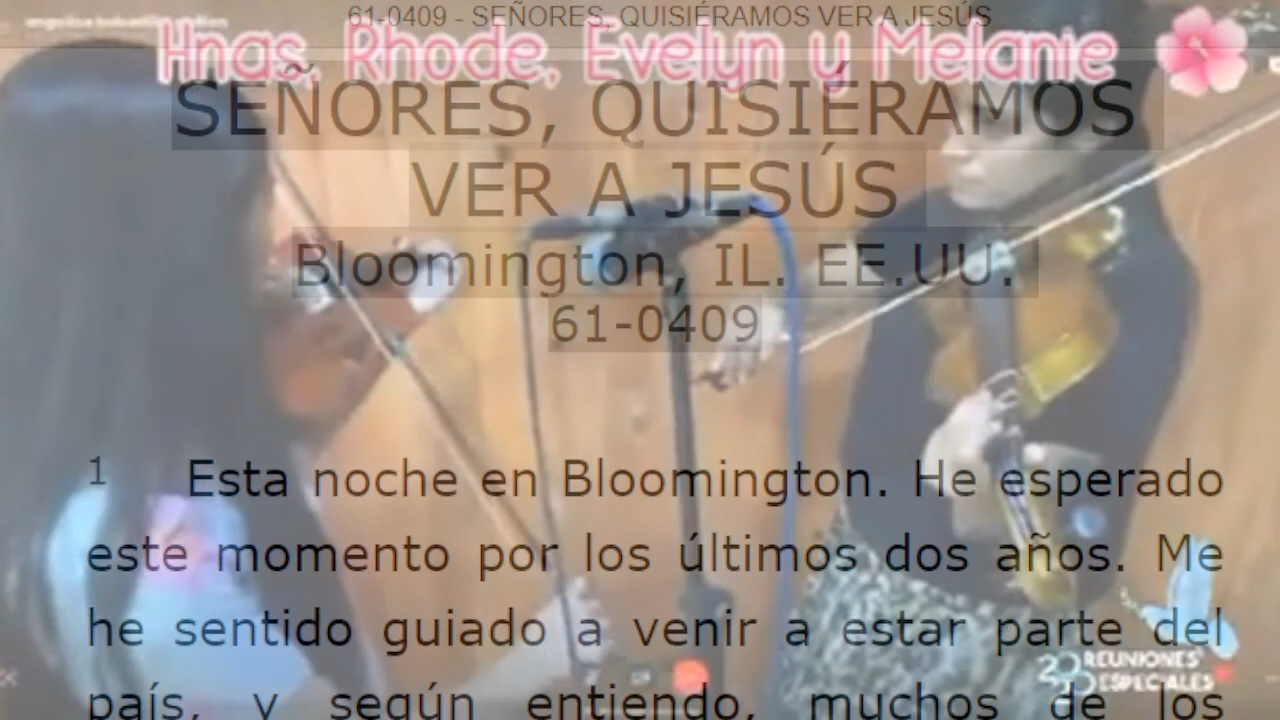 61-0409 - SEÑORES, QUISIÉRAMOS VER A JESÚS
Hnas, Rhode, Evelyn y Melanie
SEÑORES, QUISIÉRAMOS
VER A JESÚS
Bloomington, IL. EE.UU.
61-0409
1 Esta noche en Bloomington. He esperado
este momento por los últimos dos años. Me
he sentido guiado a venir a estar parte del
país, y según entiendo, muchos de los
REUNIONES
ESPECIALES